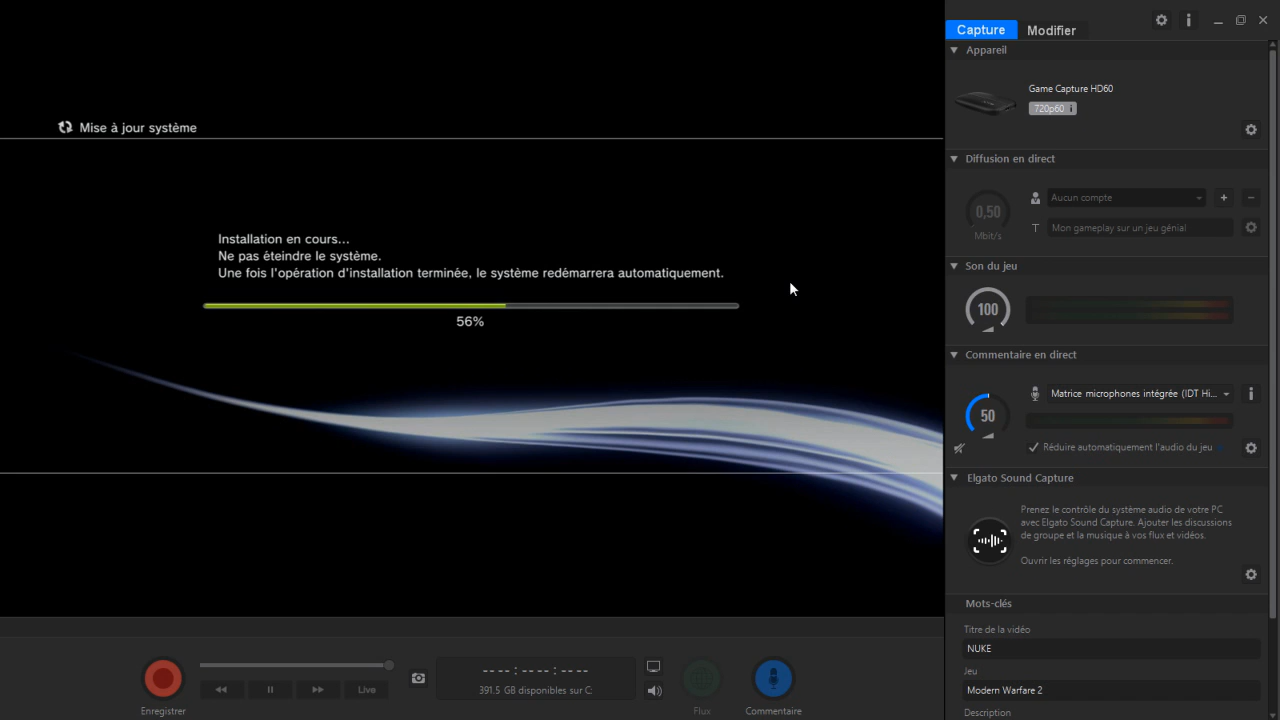 Capture
Modifier
Appareil
Game Capture HD60
720p60 i
Mise à jour système
Diffusion en direct
0,50
Mbit/s
Aucun compte
T Mon gameplay sur un jeu génial
Installation en cours...
Ne pas éteindre le système.
Une fois l'opération d'installation terminée, le système redémarrera automatiquement.
56%
Son du jeu
100
Commentaire en direct
50
Matrice microphones intégrée (IDT Hi...
Réduire automatiquement l'audio du jeu
Elgato Sound Capture
Prenez le contrôle du système audio de votre PC
avec Elgato Sound Capture. Ajouter les discussions
de groupe et la musique à vos flux et vidéos.
Ouvrir les réglages pour commencer.
Mots-clés
Titre de la vidéo
NUKE
Jeu
Modern Warfare 2
Description
Enregistrer
Live
-- -- : -- -- : -- --
391.5 GB disponibles sur C:
Flux
Commentaire